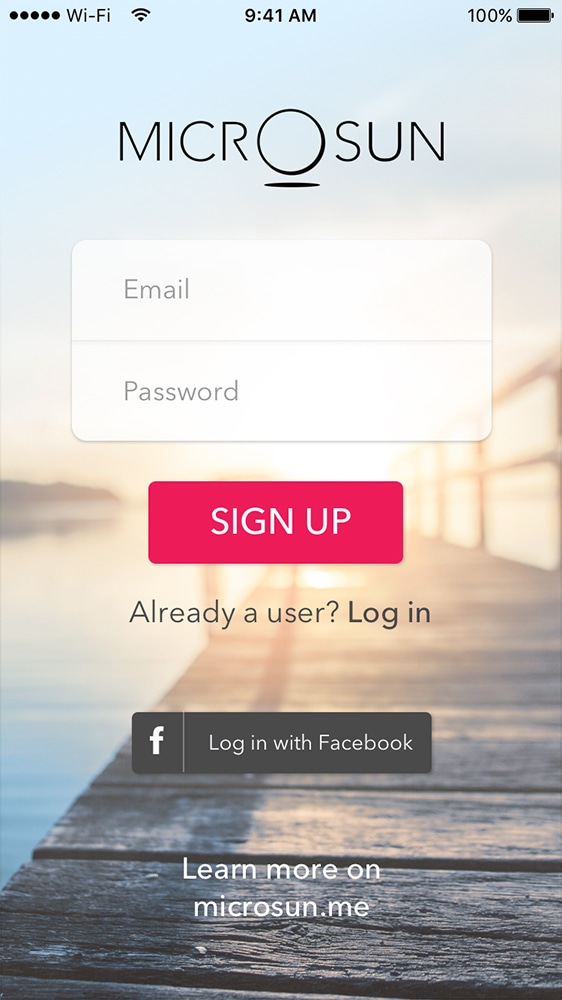 Wi-Fi 9:41 AM 100%
MICROSUN
Email
Password
SIGN UP
Already a user? Log in
f Log in with Facebook
Learn more on
microsun.me